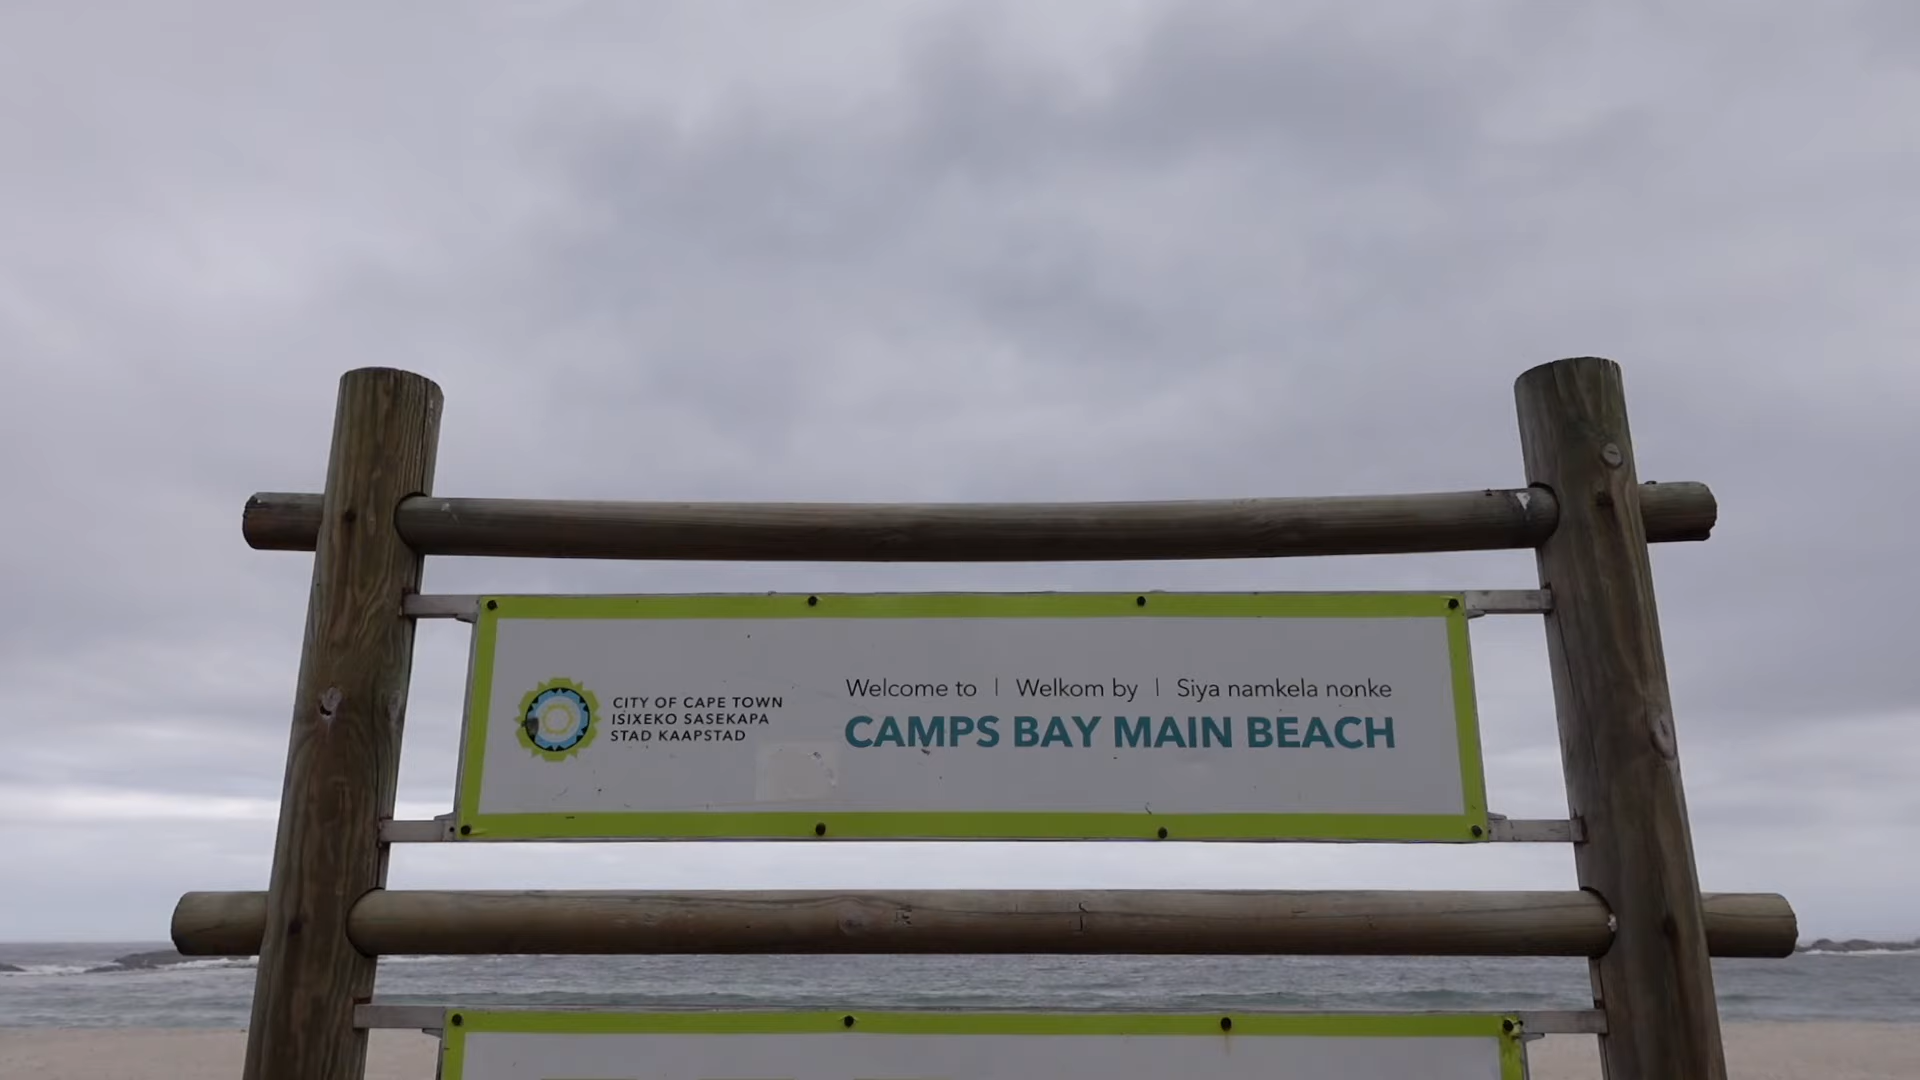 CITY OF CAPE TOWN
ISIXEKO SASEKAPA
STAD KAAPSTAD
Welcome to | Welkom by | Siya namkela nonke
CAMPS BAY MAIN BEACH